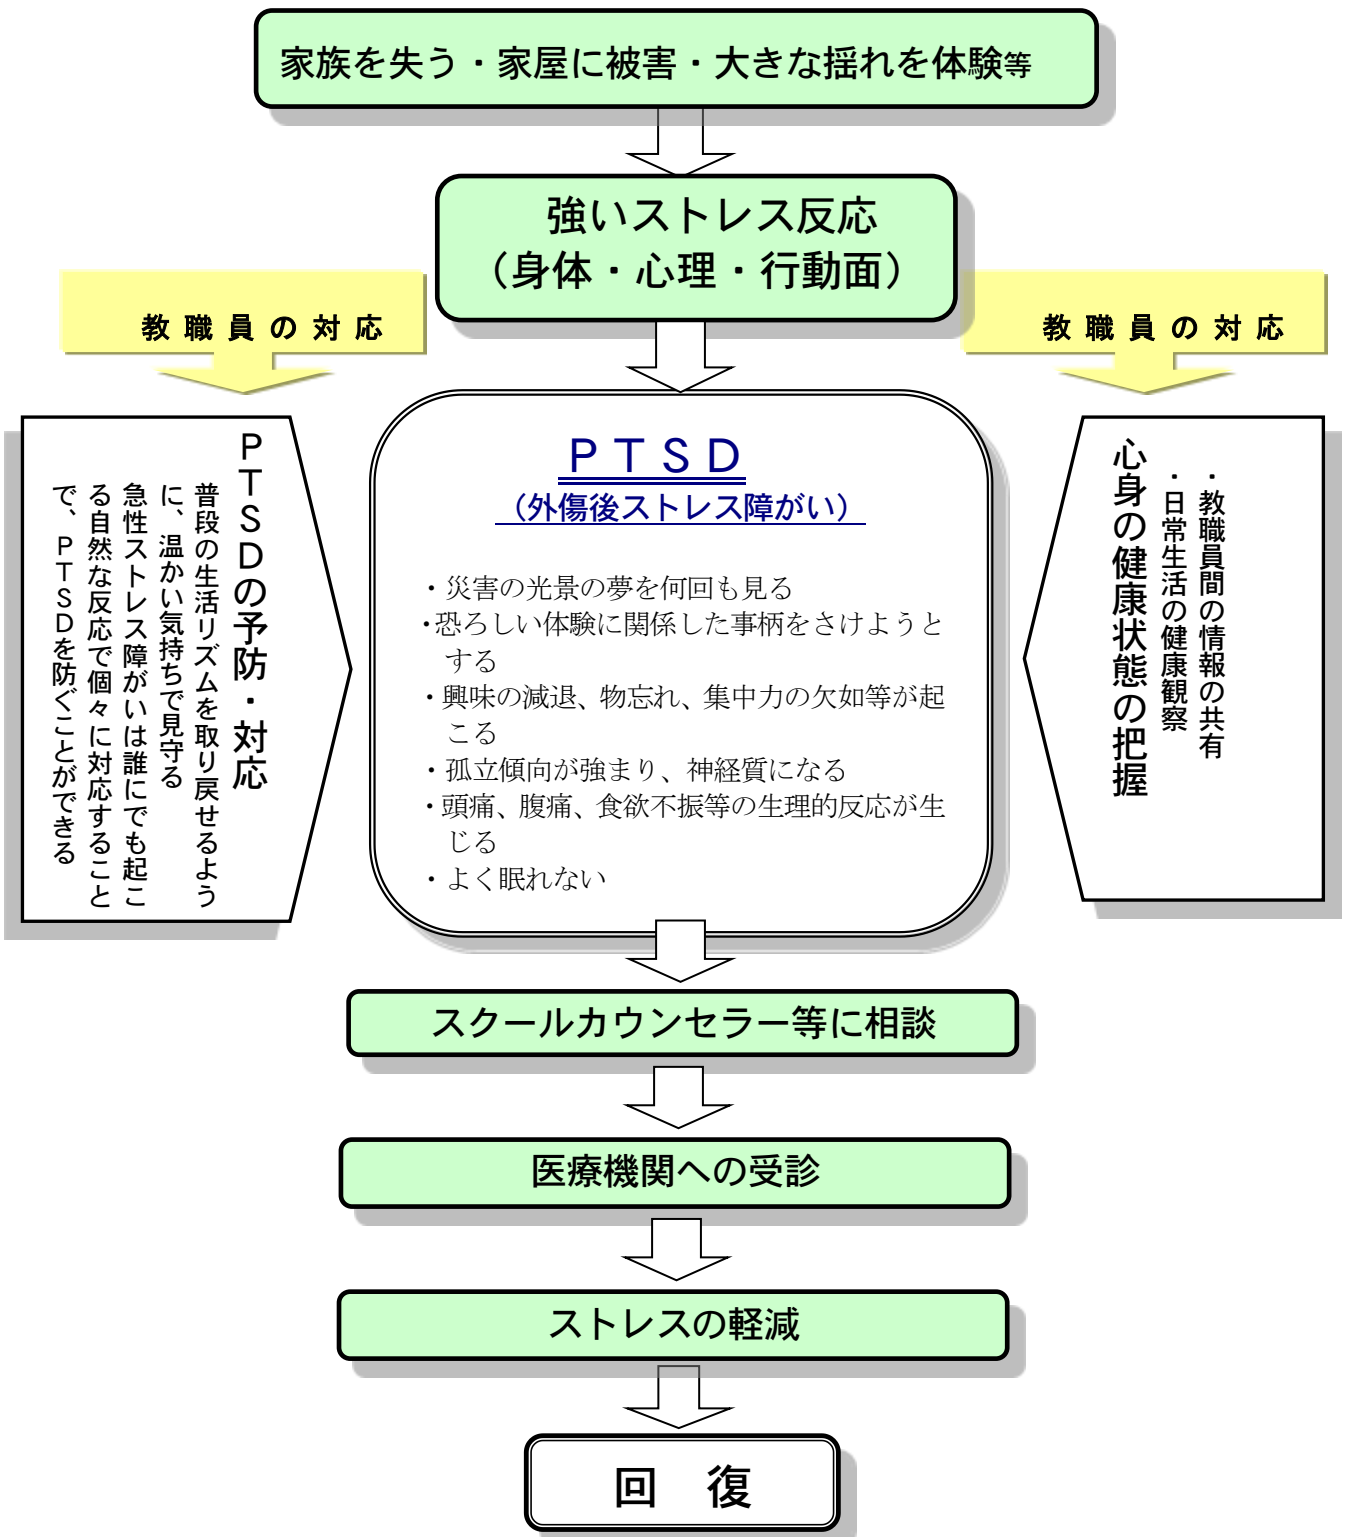 家族を失う・家屋に被害・大きな揺れを体験等
強いストレス反応
（身体・心理・行動面）
教職員の対応
教職員の対応
ＰＴＳＤの予防・対応
普段の生活リズムを取り戻せるよう
に、温かい気持ちで見守る
急性ストレス障がいは誰にでも起こ
る自然な反応で個々に対応すること
で、ＰＴＳＤを防ぐことができる
ＰＴＳＤ
（外傷後ストレス障がい）
・災害の光景の夢を何回も見る
・恐ろしい体験に関係した事柄をさけようと
する
・興味の減退、物忘れ、集中力の欠如等が起
こる
・孤立傾向が強まり、神経質になる
・頭痛、腹痛、食欲不振等の生理的反応が生
じる
・よく眠れない
・教職員間の情報の共有
・日常生活の健康観察
心身の健康状態の把握
スクールカウンセラー等に相談
医療機関への受診
ストレスの軽減
回　復